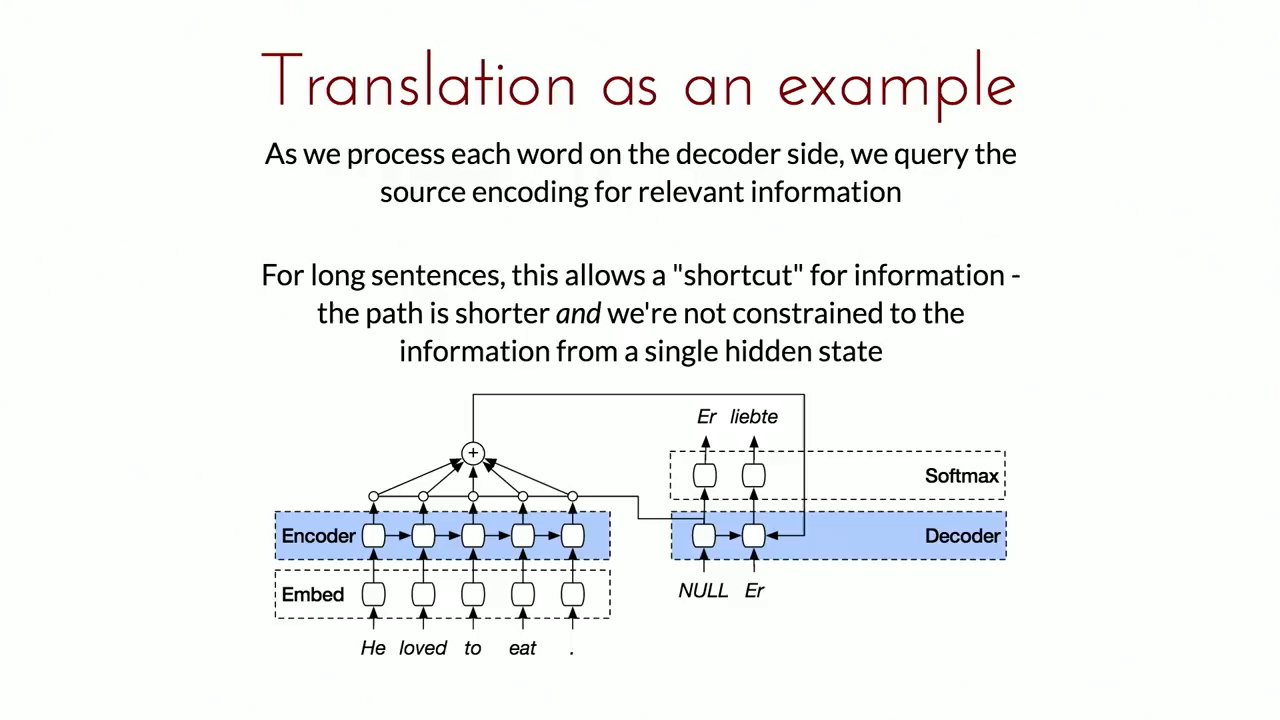 Translation as an example
As we process each word on the decoder side, we query the
source encoding for relevant information
For long sentences, this allows a "shortcut" for information -
the path is shorter and we're not constrained to the
information from a single hidden state
Er liebte
+
Softmax
Encoder
Decoder
Embed
NULL Er
He loved to eat .